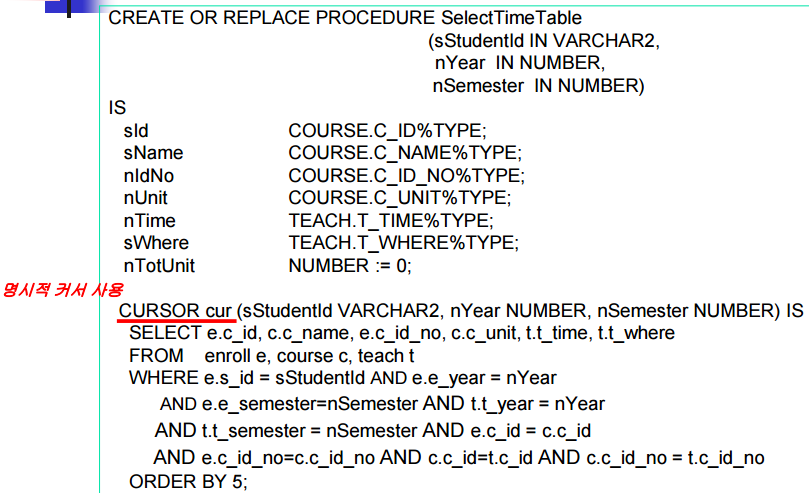 CREATE OR REPLACE PROCEDURE SelectTimeTable
(sStudentId IN VARCHAR2,
nYear IN NUMBER,
nSemester IN NUMBER)
IS
sId COURSE.C_ID%TYPE;
sName COURSE.C_NAME%TYPE;
nIdNo COURSE.C_ID_NO%TYPE;
nUnit COURSE.C_UNIT%TYPE;
nTime TEACH.T_TIME%TYPE;
sWhere TEACH.T_WHERE%TYPE;
nTotUnit NUMBER := 0;
명시적 커서 사용
CURSOR cur (sStudentId VARCHAR2, nYear NUMBER, nSemester NUMBER) IS
SELECT e.c_id, c.c_name, e.c_id_no, c.c_unit, t.t_time, t.t_where
FROM enroll e, course c, teach t
WHERE e.s_id = sStudentId AND e.e_year = nYear
AND e.e_semester=nSemester AND t.t_year = nYear
AND t.t_semester = nSemester AND e.c_id = c.c_id
AND e.c_id_no=c.c_id_no AND c.c_id=t.c_id AND c.c_id_no = t.c_id_no
ORDER BY 5;